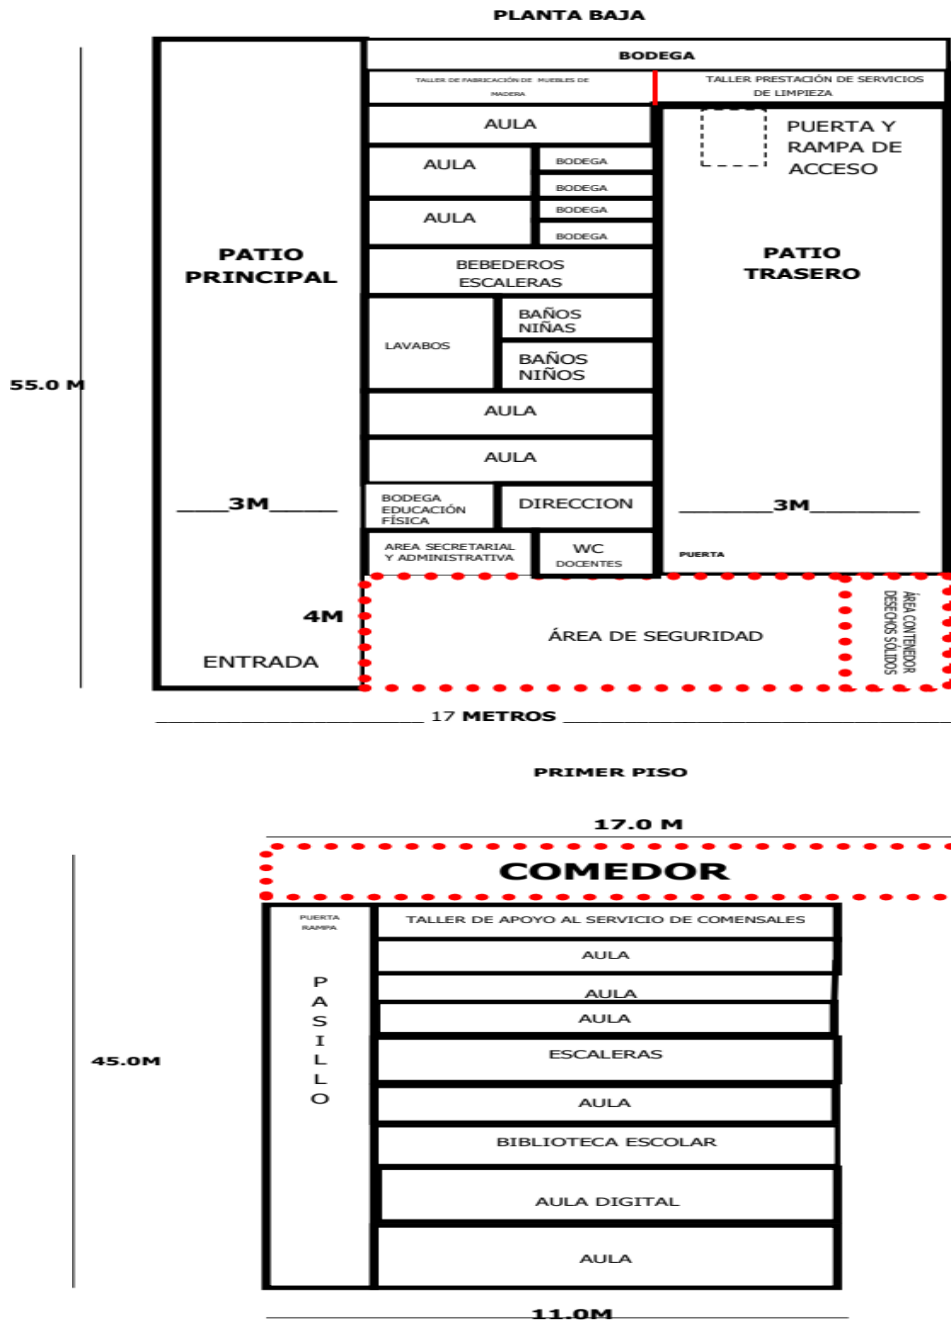 PLANTA BAJA
BODEGA
TALLER DE FABRICACIÓN DE MUEBLES DE
MADERA
TALLER PRESTACIÓN DE SERVICIOS
DE LIMPIEZA
AULA
PUERTA Y
RAMPA DE
ACCESO
AULA
BODEGA
BODEGA
AULA
BODEGA
BODEGA
PATIO
PRINCIPAL
BEBEDEROS
ESCALERAS
PATIO
TRASERO
LAVABOS
BAÑOS
NIÑAS
BAÑOS
NIÑOS
55.0 M
AULA
AULA
3M
BODEGA
EDUCACIÓN
FÍSICA
DIRECCION
3M
AREA SECRETARIAL
Y ADMINISTRATIVA
WC
DOCENTES
PUERTA
4M
ENTRADA
ÁREA DE SEGURIDAD
ÁREA CONTENEDOR
DESECHOS SÓLIDOS
17 METROS
PRIMER PISO
17.0 M
COMEDOR
PUERTA
RAMPA
TALLER DE APOYO AL SERVICIO DE COMENSALES
AULA
PASILLO
AULA
AULA
ESCALERAS
45.0M
AULA
BIBLIOTECA ESCOLAR
AULA DIGITAL
AULA
11.0M